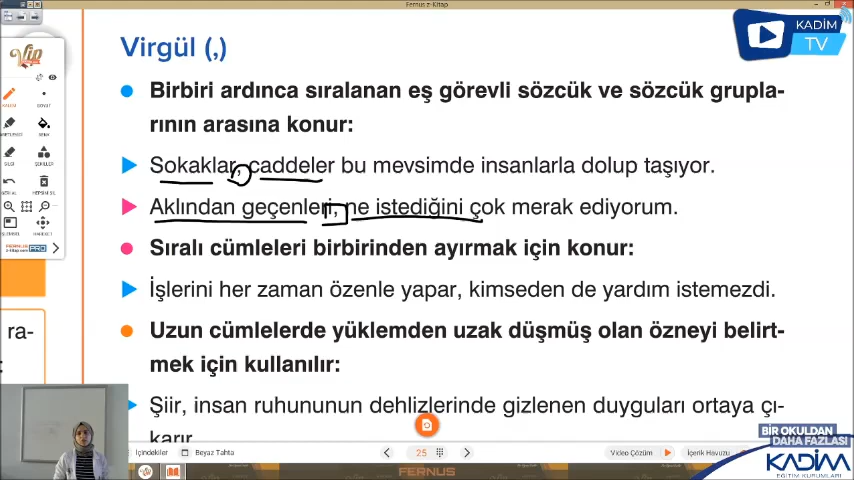 Fernus z-Kitap
KADİM
TV
Virgül (,)
Birbiri ardınca sıralanan eş görevli sözcük ve sözcük grupla-
rının arasına konur:
Sokaklar, caddeler bu mevsimde insanlarla dolup taşıyor.
Aklından geçenleri, ne istediğini çok merak ediyorum.
Sıralı cümleleri birbirinden ayırmak için konur:
İşlerini her zaman özenle yapar, kimseden de yardım istemezdi.
Uzun cümlelerde yüklemden uzak düşmüş olan özneyi belirt-
mek için kullanılır:
Şiir, insan ruhununun dehlizlerinde gizlenen duyguları ortaya çı-
karır
ra-
BİR OKULDAN
DAHA FAZLASI
KADİM
EĞİTİM KURUMLARI
İçindekiler
Beyaz Tahta
25
Video Çözüm
İçerik Havuzu
FERNUS